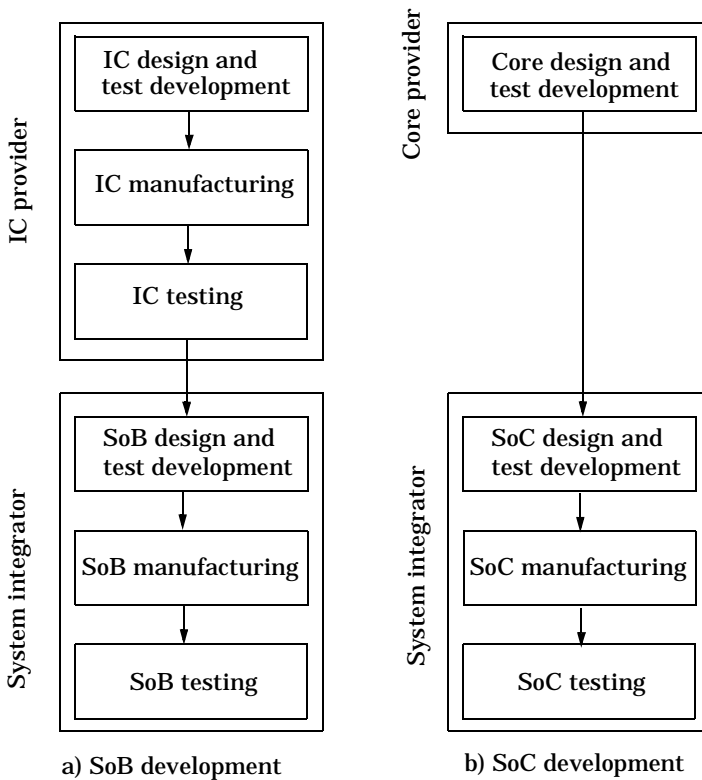 IC provider
IC design and
test development
IC manufacturing
IC testing
System integrator
SoB design and
test development
SoB manufacturing
SoB testing
a) SoB development
Core provider
Core design and
test development
System integrator
SoC design and
test development
SoC manufacturing
SoC testing
b) SoC development